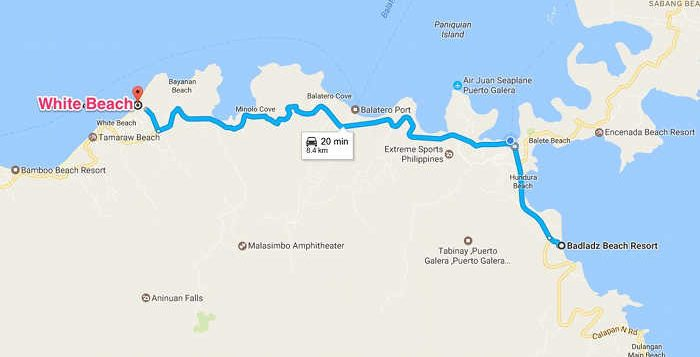 SABANG BEA
Paniquian
Island
Bayanan
Beach
Air Juan Seaplane
Puerto Galera
White Beach
Balatero Cove
Minolo Cove
Balatero Port
White Beach
Tamaraw Beach
Encenada Beach Resort
Balete Beach
20 min
8.4 km
Extreme Sports
Philippines
Bamboo Beach Resort
Hundura
Beach
Malasimbo Amphitheater
Badladz Beach Resort
Tabinay ,Puerto
Galera ,Puerto Galera...
Aninuan Falls
Calapan N Rd
Dulangan
Main Beach